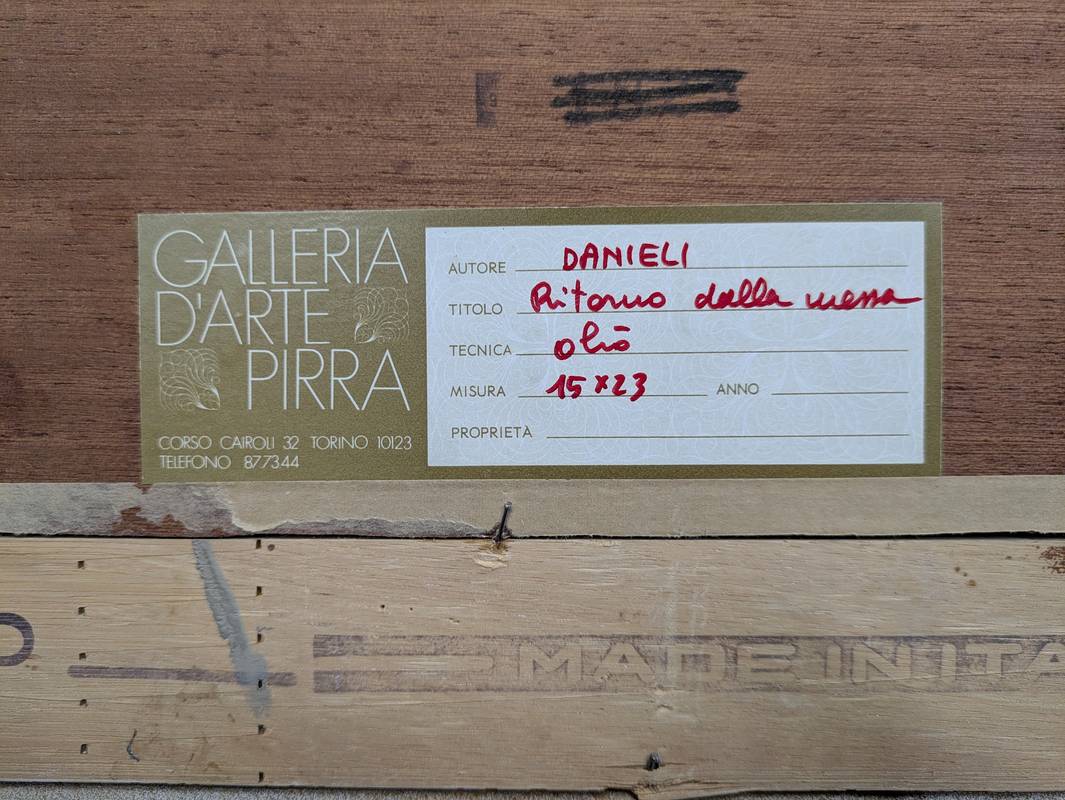 GALLERIA
D'ARTE
PIRRA
CORSO CAIROLI 32 TORINO 10123
TELEFONO 877344
AUTORE DANIELI
TITOLO Ritorno dalla messa
TECNICA olio
MISURA 15x23 ANNO
PROPRIETÀ
MADE IN ITA